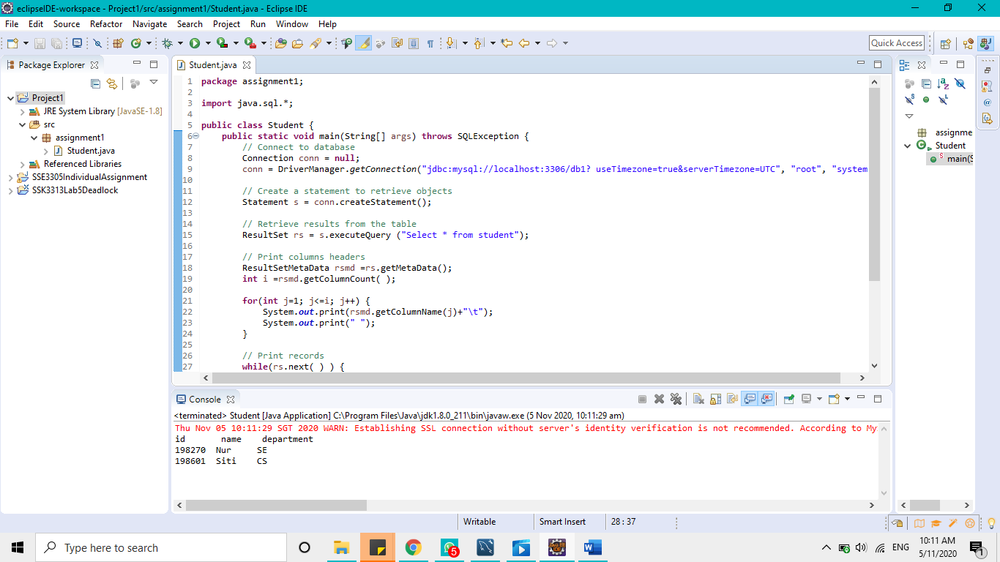 eclipseIDE-workspace - Project1/src/assignment1/Student.java - Eclipse IDE
File Edit Source Refactor Navigate Search Project Run Window Help
Quick Access
Package Explorer
Project1
JRE System Library [JavaSE-1.8]
src
assignment1
Student.java
Referenced Libraries
SSE3305IndividualAssignment
SSK3313Lab5Deadlock
Student.java
1 package assignment1;
2
3 import java.sql.*;
4
5 public class Student {
6 public static void main(String[] args) throws SQLException {
7 // Connect to database
8 Connection conn = null;
9 conn = DriverManager.getConnection("jdbc:mysql://localhost:3306/db1? useTimezone=true&serverTimezone=UTC", "root", "system
10
11 // Create a statement to retrieve objects
12 Statement s = conn.createStatement();
13
14 // Retrieve results from the table
15 ResultSet rs = s.executeQuery ("Select * from student");
16
17 // Print columns headers
18 ResultSetMetaData rsmd =rs.getMetaData();
19 int i =rsmd.getColumnCount( );
20
21 for(int j=1; j<=i; j++) {
22 System.out.print(rsmd.getColumnName(j)+"\t");
23 System.out.print(" ");
24 }
25
26 // Print records
27 while(rs.next( ) ) {
assignme
Student
main(S
Console
<terminated> Student [Java Application] C:\Program Files\Java\jdk1.8.0_211\bin\javaw.exe (5 Nov 2020, 10:11:29 am)
Thu Nov 05 10:11:29 SGT 2020 WARN: Establishing SSL connection without server's identity verification is not recommended. According to My
id name department
198270 Nur SE
198601 Siti CS
Writable Smart Insert 28 : 37
Type here to search
5
ENG
10:11 AM
5/11/2020
1